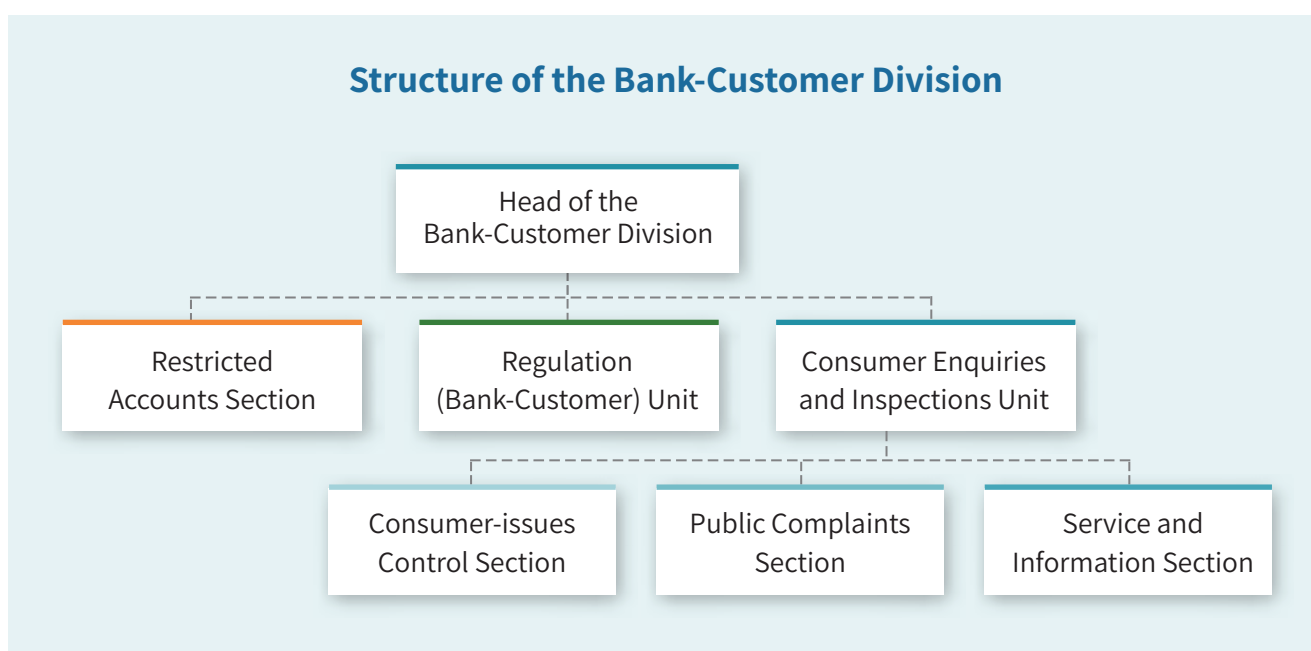 Structure of the Bank-Customer Division
Head of the
Bank-Customer Division
Restricted
Accounts Section
Regulation
(Bank-Customer) Unit
Consumer Enquiries
and Inspections Unit
Consumer-issues
Control Section
Public Complaints
Section
Service and
Information Section